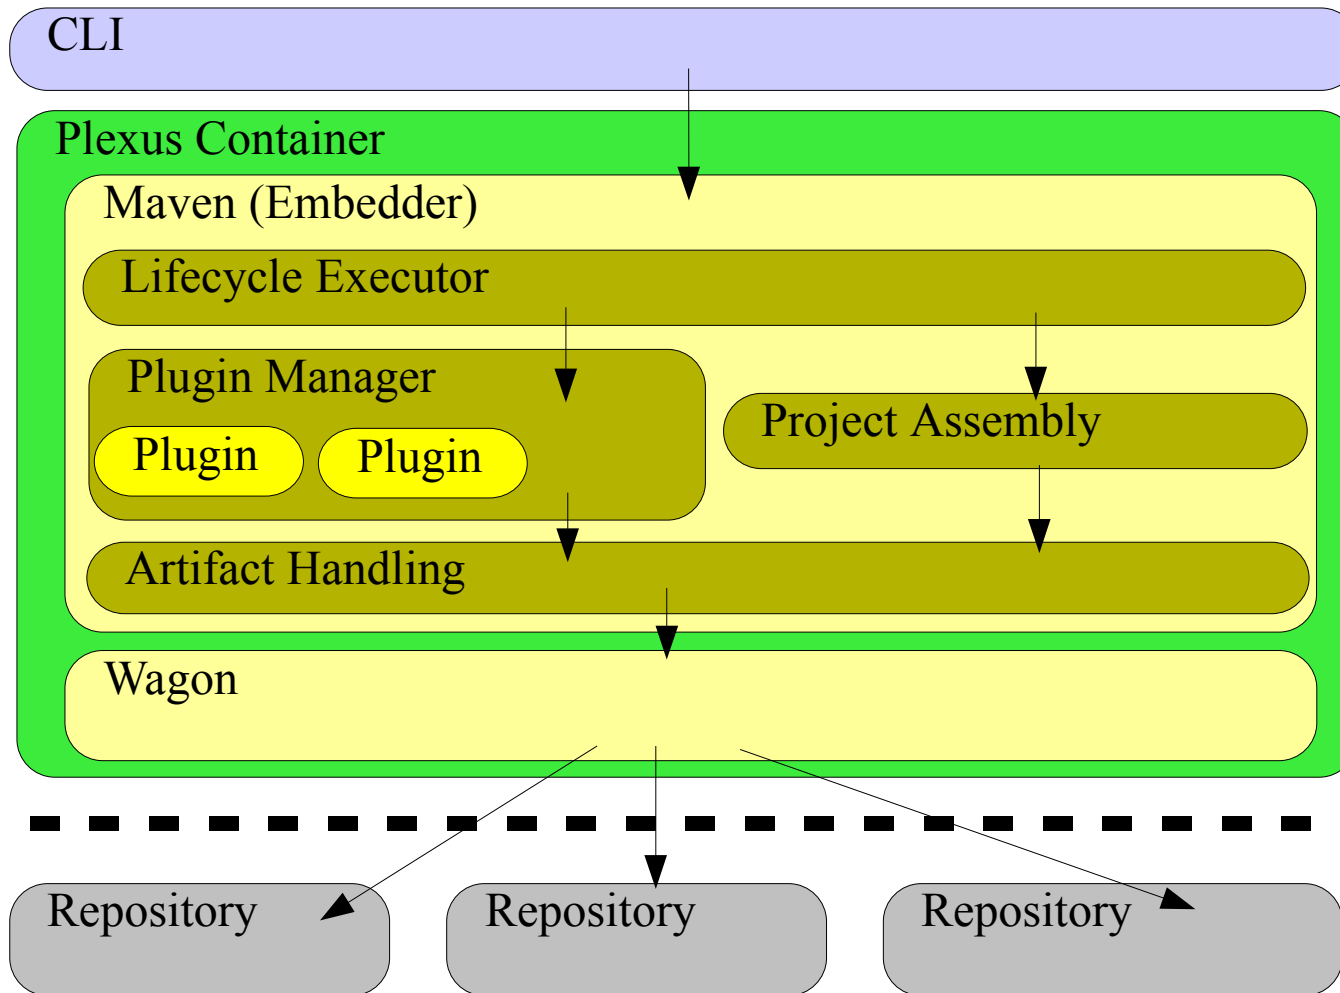 CLI
Plexus Container
Maven (Embedder)
Lifecycle Executor
Plugin Manager
Project Assembly
Plugin Plugin
Artifact Handling
Wagon
Repository Repository Repository